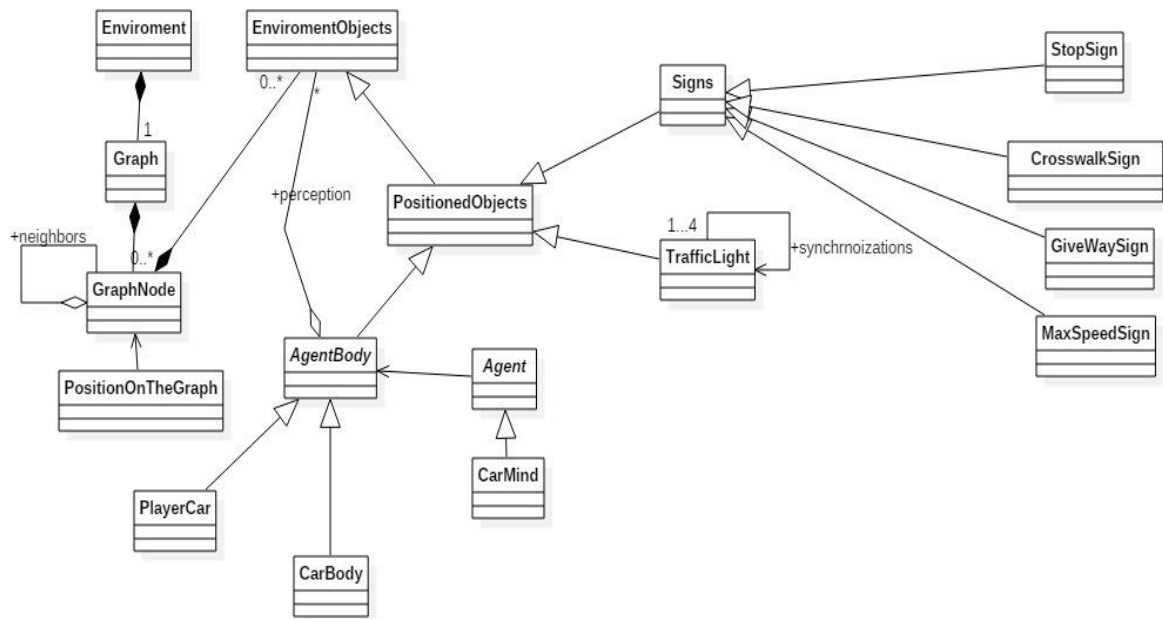 Enviroment
EnviromentObjects
StopSign
Signs
0..*
*
1
Graph
CrosswalkSign
+perception
PositionedObjects
1...4
+neighbors
+synchrnoizations
GiveWaySign
0..*
TrafficLight
GraphNode
MaxSpeedSign
AgentBody
Agent
PositionOnTheGraph
CarMind
PlayerCar
CarBody